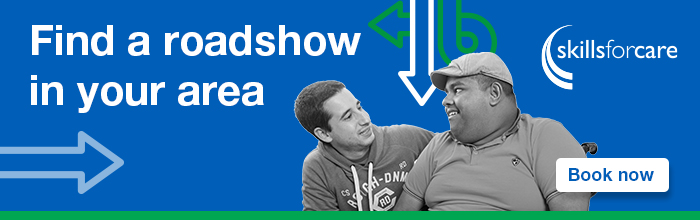 Find a roadshow
in your area
skillsforcare
Book now